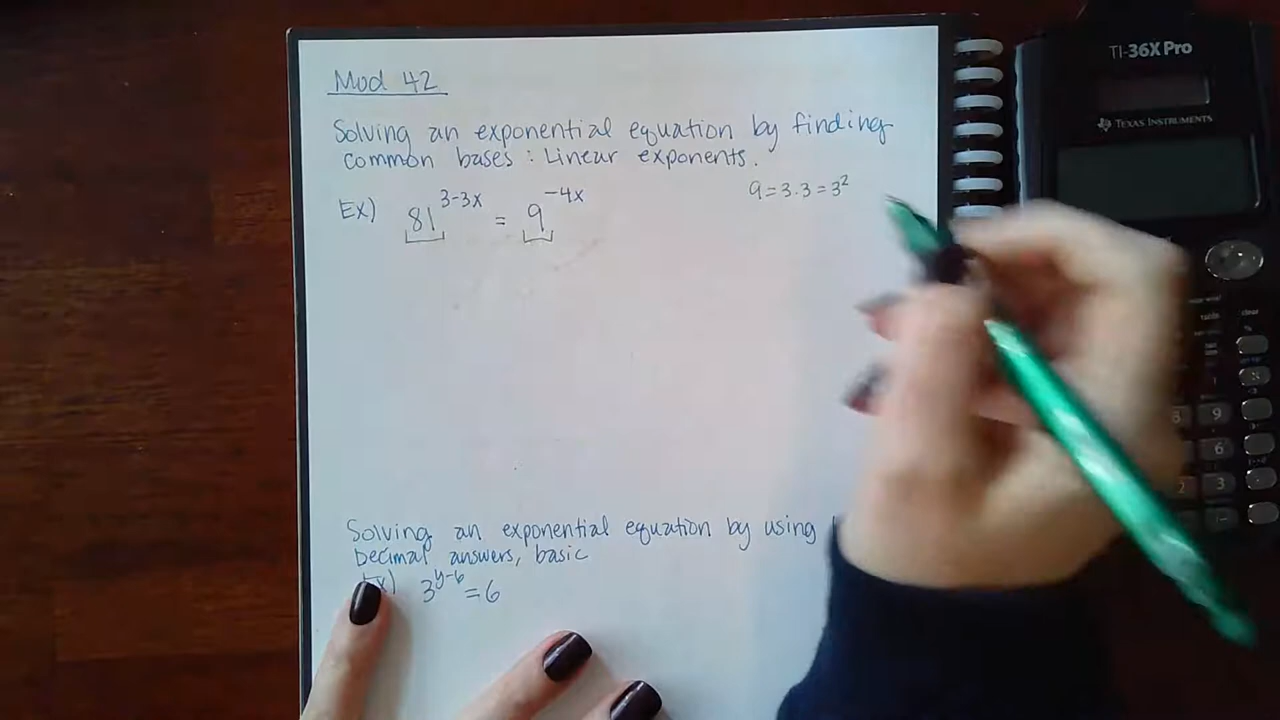 Mod 42
Solving an exponential equation by finding
common bases: Linear exponents.
Ex) 81^{3-3x} = 9^{-4x}
9=3.3=3^2
Solving an exponential equation by using
Decimal answers, basic
3^{y-6} = 6
TI-36X Pro
TEXAS INSTRUMENTS